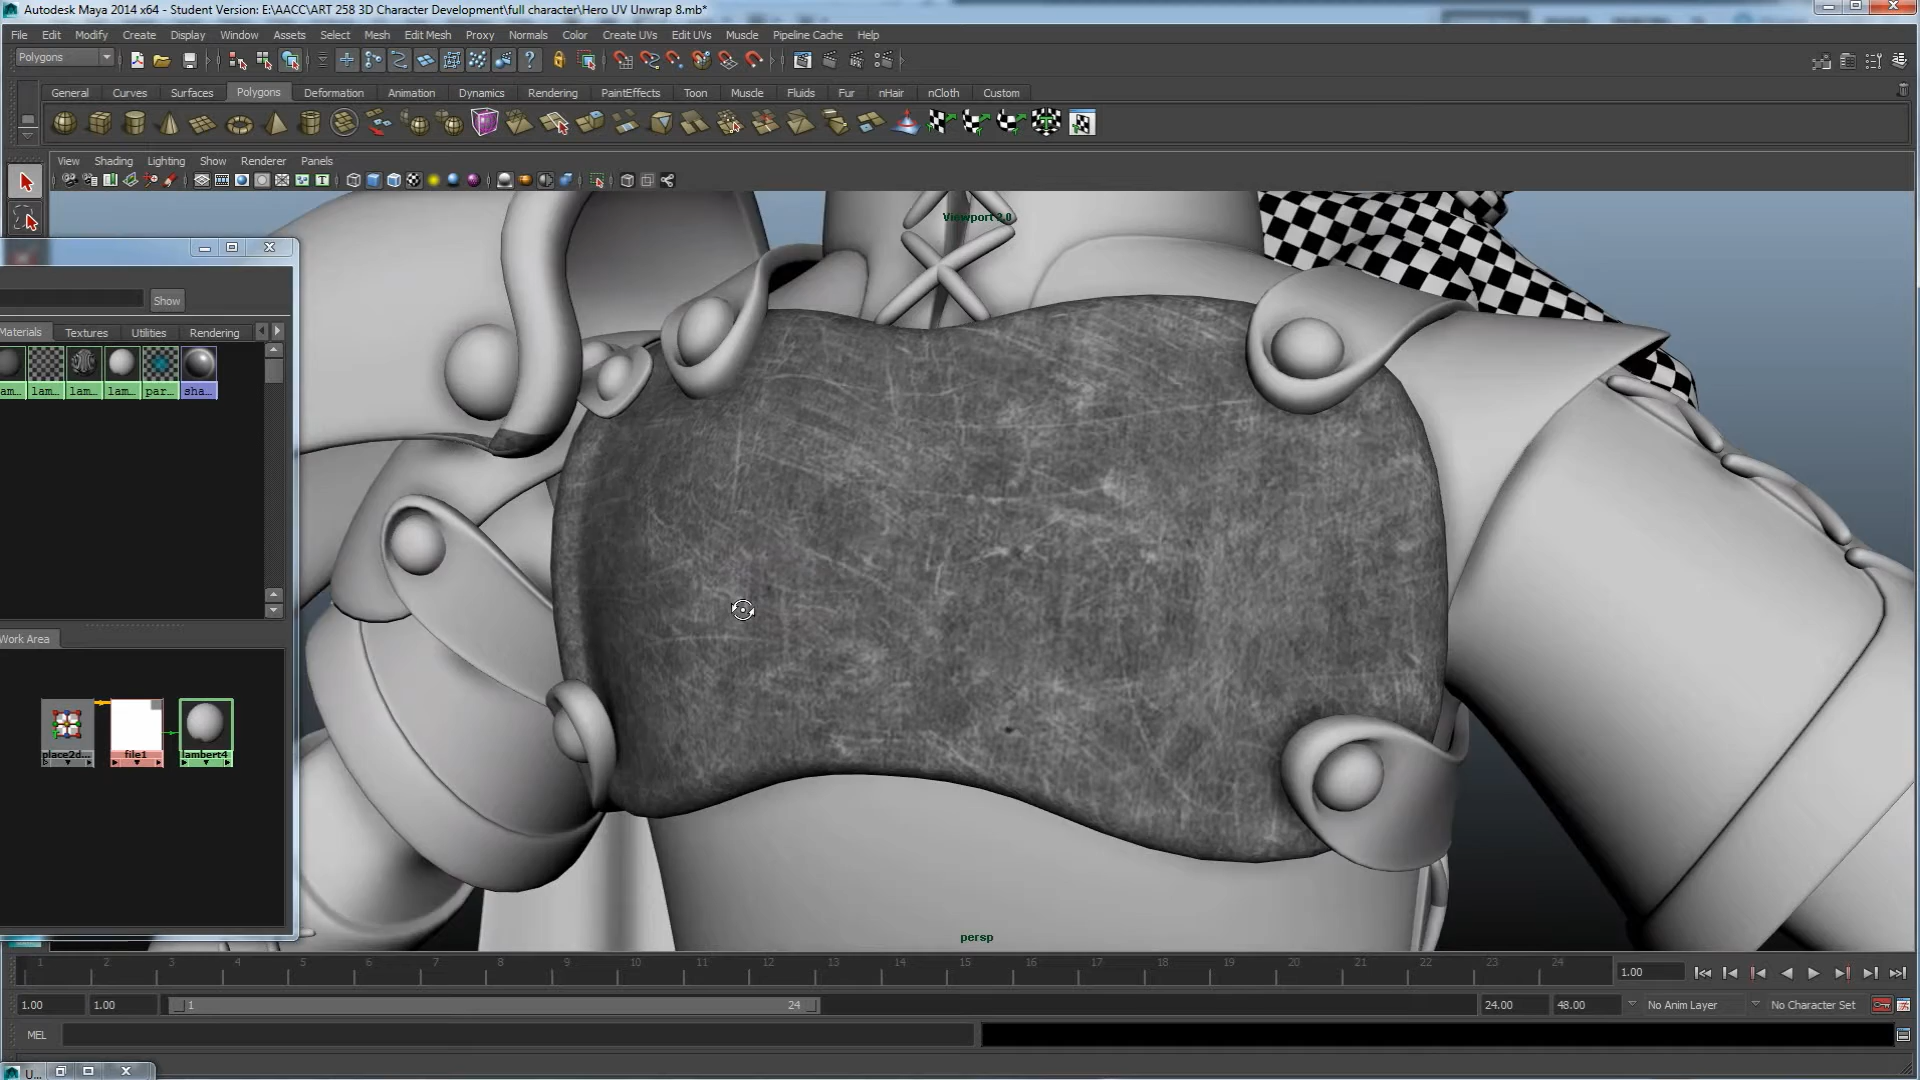 Autodesk Maya 2014 x64 - Student Version: E:\AACC\ART 258 3D Character Development\full character\Hero UV Unwrap 8.mb*
File Edit Modify Create Display Window Assets Select Mesh Edit Mesh Proxy Normals Color Create UVs Edit UVs Muscle Pipeline Cache Help
Polygons
General Curves Surfaces Polygons Deformation Animation Dynamics Rendering PaintEffects Toon Muscle Fluids Fur nHair nCloth Custom
View Shading Lighting Show Renderer Panels
Viewport 2.0
Show
Materials Textures Utilities Rendering
am... lam... lam... lam... par... sha...
Work Area
place2d... file1 lambert4
persp
1 2 3 4 5 6 7 8 9 10 11 12 13 14 15 16 17 18 19 20 21 22 23 24 1.00
1.00 1.00 1 24 24.00 48.00 No Anim Layer No Character Set
MEL
U...